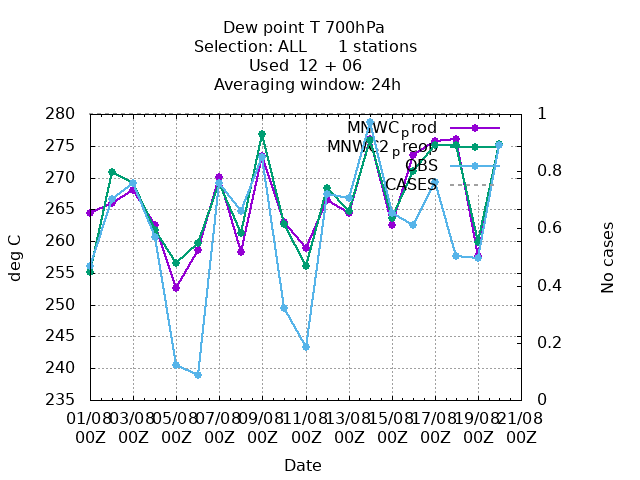 Dew point T 700hPa
Selection: ALL 1 stations
Used 12 + 06
Averaging window: 24h
280
275
270
265
260
255
250
245
240
235
1
0.8
0.6
0.4
0.2
0
deg C
No cases
MNWCprod
MNWC2preop
OBS
CASES
01/08 03/08 05/08 07/08 09/08 11/08 13/08 15/08 17/08 19/08 21/08
00Z 00Z 00Z 00Z 00Z 00Z 00Z 00Z 00Z 00Z 00Z
Date